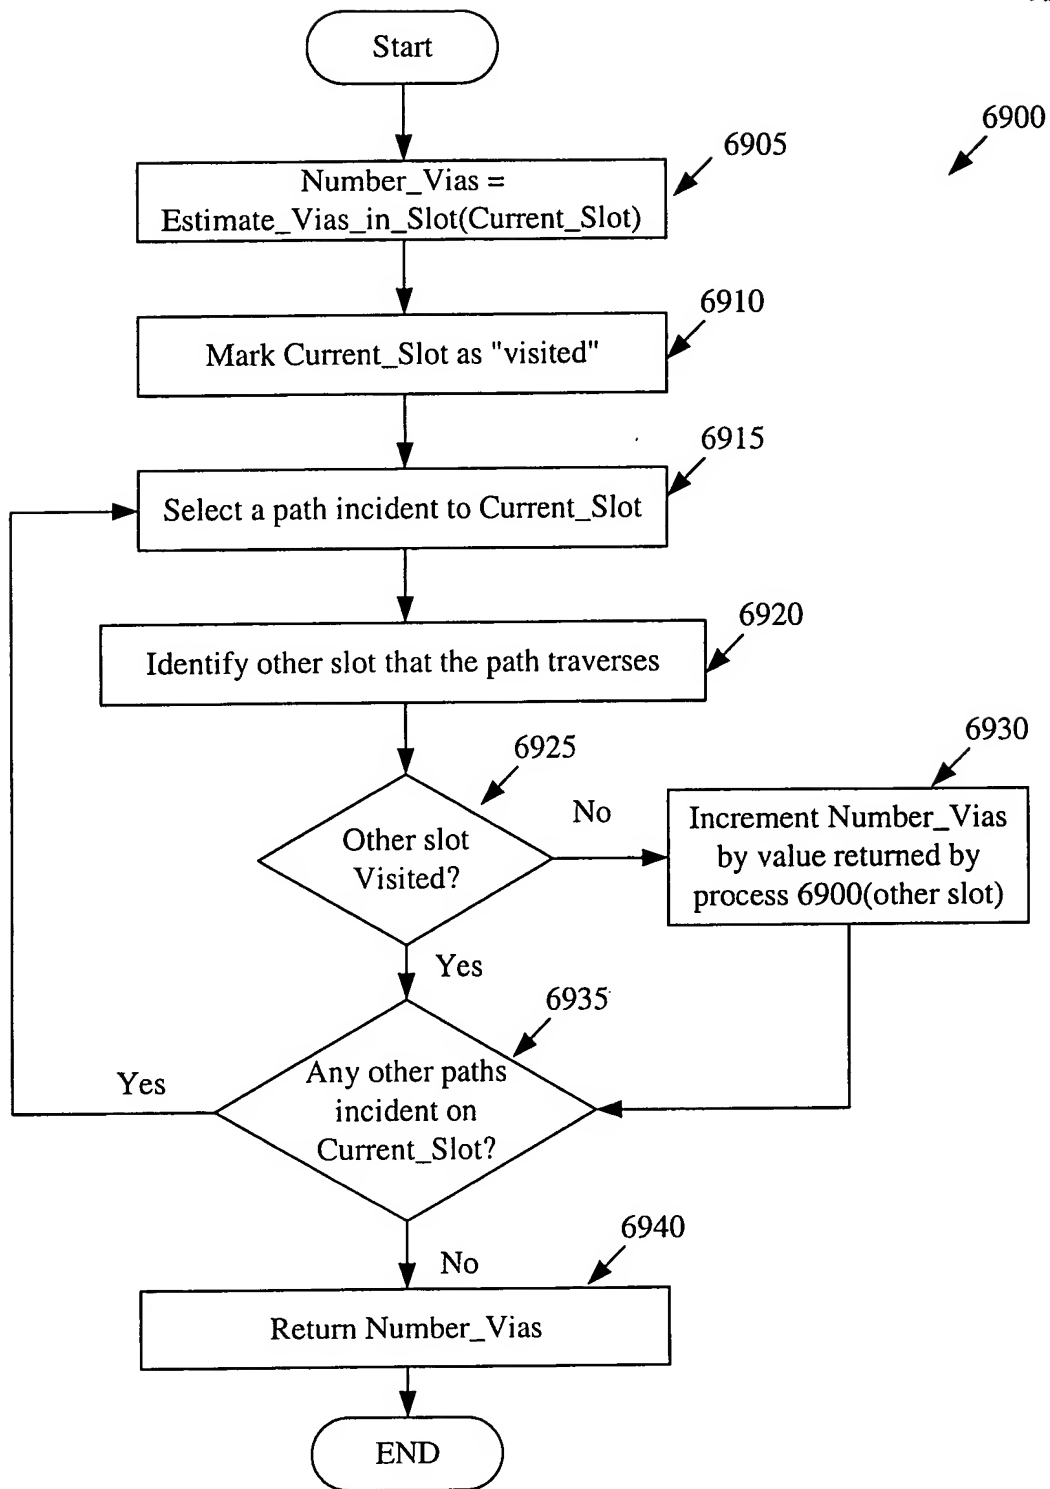 Start
6900
6905
Number_Vias =
Estimate_Vias_in_Slot(Current_Slot)
6910
Mark Current_Slot as "visited"
6915
Select a path incident to Current_Slot
6920
Identify other slot that the path traverses
6925
6930
Other slot
Visited?
No
Increment Number_Vias
by value returned by
process 6900(other slot)
Yes
6935
Any other paths
incident on
Current_Slot?
Yes
6940
No
Return Number_Vias
END